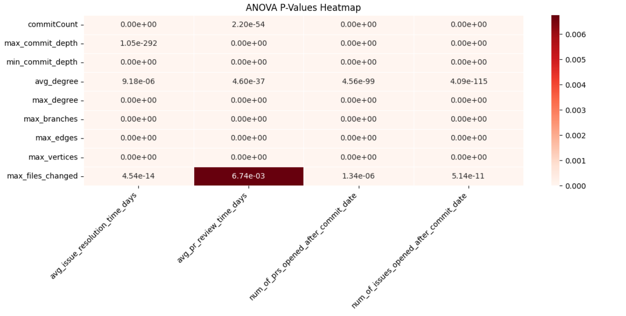 ANOVA P-Values Heatmap
commitCount 0.00e+00 2.20e-54 0.00e+00 0.00e+00
max_commit_depth 1.05e-292 0.00e+00 0.00e+00 0.00e+00
min_commit_depth 0.00e+00 0.00e+00 0.00e+00 0.00e+00
avg_degree 9.18e-06 4.60e-37 4.56e-99 4.09e-115
max_degree 0.00e+00 0.00e+00 0.00e+00 0.00e+00
max_branches 0.00e+00 0.00e+00 0.00e+00 0.00e+00
max_edges 0.00e+00 0.00e+00 0.00e+00 0.00e+00
max_vertices 0.00e+00 0.00e+00 0.00e+00 0.00e+00
max_files_changed 4.54e-14 6.74e-03 1.34e-06 5.14e-11
avg_issue_resolution_time_days
avg_pr_review_time_days
num_of_prs_opened_after_commit_date
num_of_issues_opened_after_commit_date
0.006
0.005
0.004
0.003
0.002
0.001
0.000